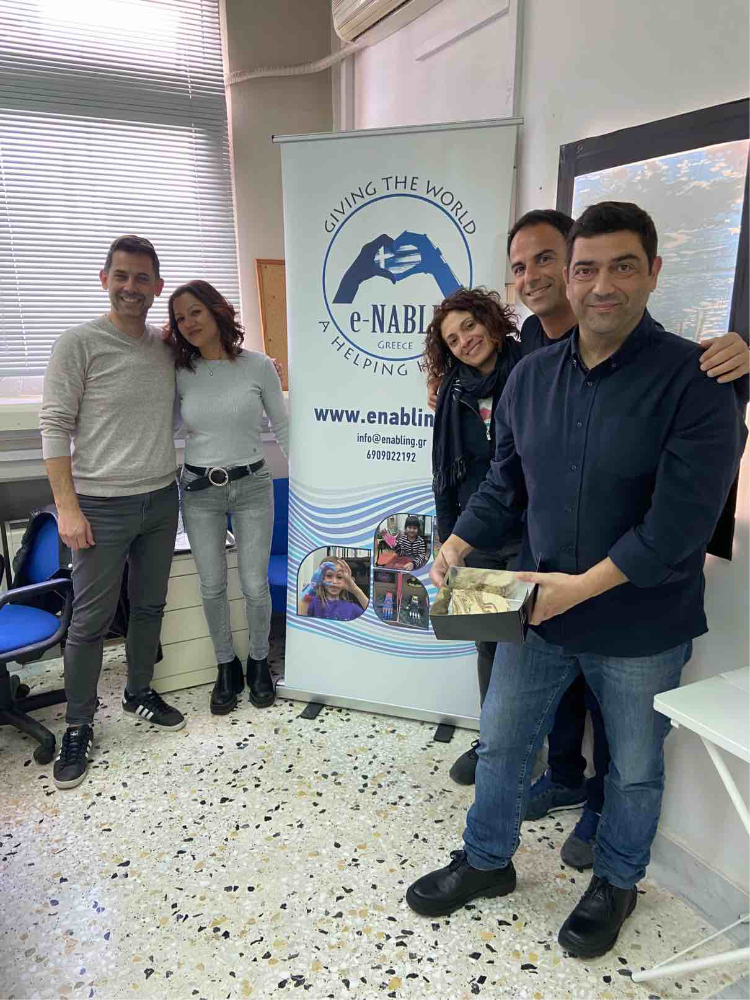 GIVING THE WORLD
e-NABL
GREECE
A HELPING
www.enablin
info@enabling.gr
6909022192